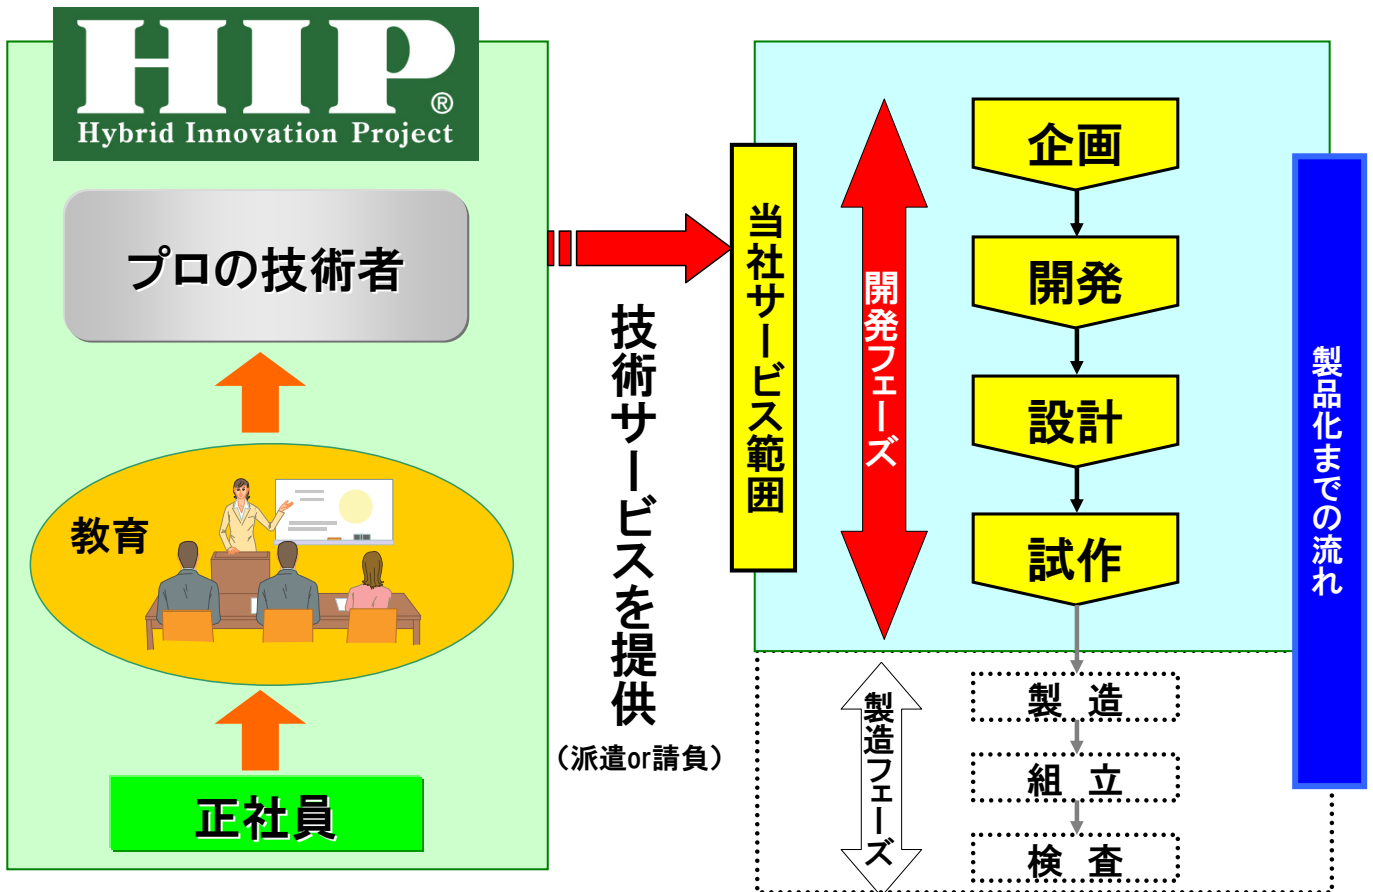 HIP®
Hybrid Innovation Project
プロの技術者
教育
正社員
技術サービスを提供
（派遣or請負）
当社サービス範囲
開発フェーズ
企画
開発
設計
試作
製造フェーズ
製　造
組　立
検　査
製品化までの流れ